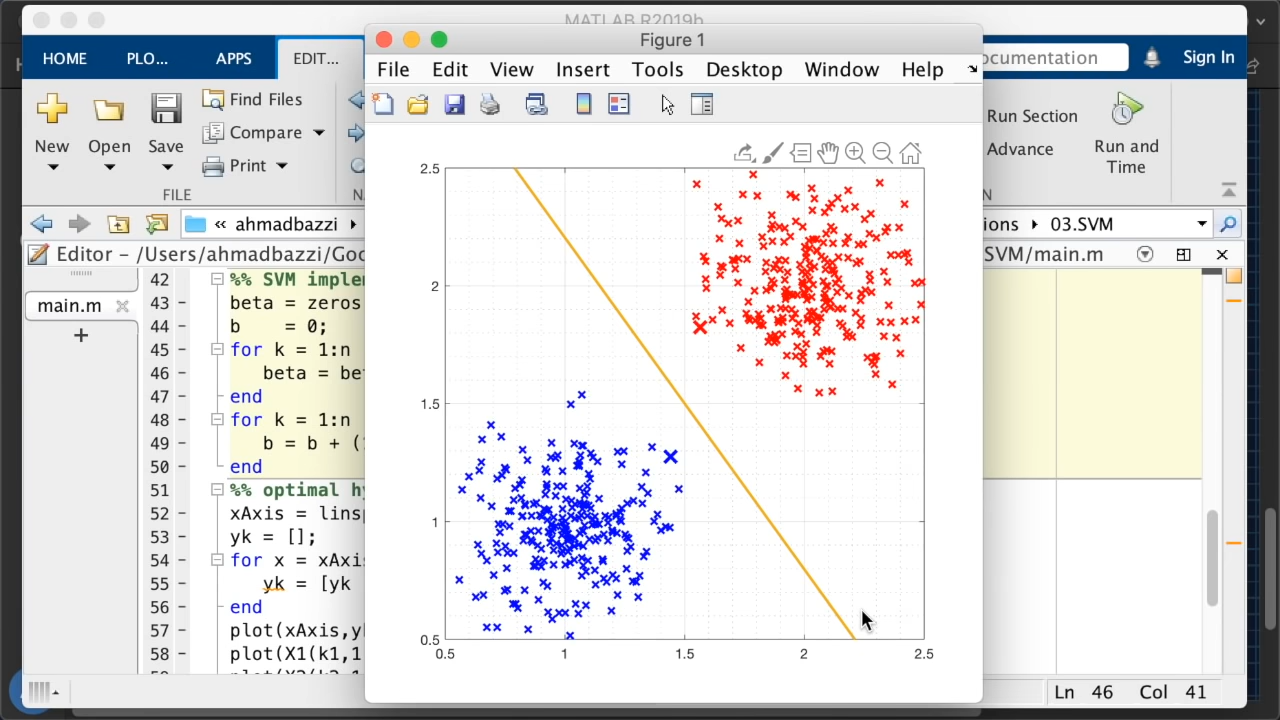 MATLAB R2019b
Figure 1
HOME PLO... APPS EDIT...
Sign In
File Edit View Insert Tools Desktop Window Help
New Open Save
Find Files
Compare
Print
FILE
Run Section
Advance
Run and
Time
« ahmadbazzi
03.SVM
Editor – /Users/ahmadbazzi/Goo
SVM/main.m
main.m
+
42 %% SVM implem
43 – beta = zeros
44 – b = 0;
45 – for k = 1:n
46 – beta = be
47 – end
48 – for k = 1:n
49 – b = b + (
50 – end
51 %% optimal hy
52 – xAxis = lins
53 – yk = [];
54 – for x = xAxi
55 – yk = [yk
56 – end
57 – plot(xAxis,y
58 – plot(X1(k1,1
2.5
2
1.5
1
0.5
0.5 1 1.5 2 2.5
Ln 46 Col 41